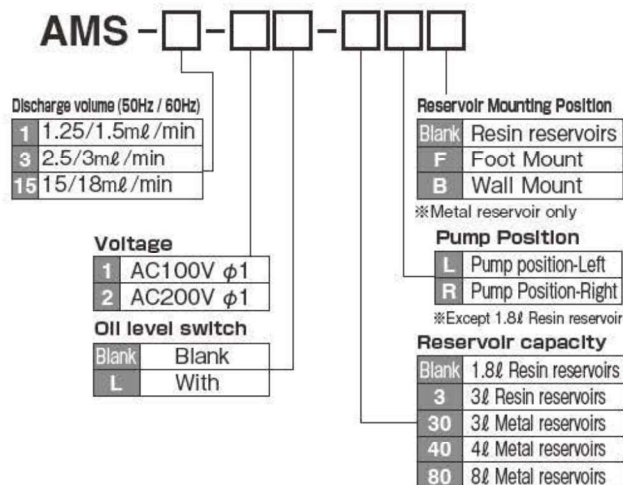 AMS - □ - □□ - □□□
Discharge volume (50Hz / 60Hz)
1 1.25/1.5mℓ/min
3 2.5/3mℓ/min
15 15/18mℓ/min
Voltage
1 AC100V φ1
2 AC200V φ1
Oil level switch
Blank Blank
L With
Reservoir Mounting Position
Blank Resin reservoirs
F Foot Mount
B Wall Mount
※Metal reservoir only
Pump Position
L Pump position-Left
R Pump Position-Right
※Except 1.8ℓ Resin reservoir
Reservoir capacity
Blank 1.8ℓ Resin reservoirs
3 3ℓ Resin reservoirs
30 3ℓ Metal reservoirs
40 4ℓ Metal reservoirs
80 8ℓ Metal reservoirs